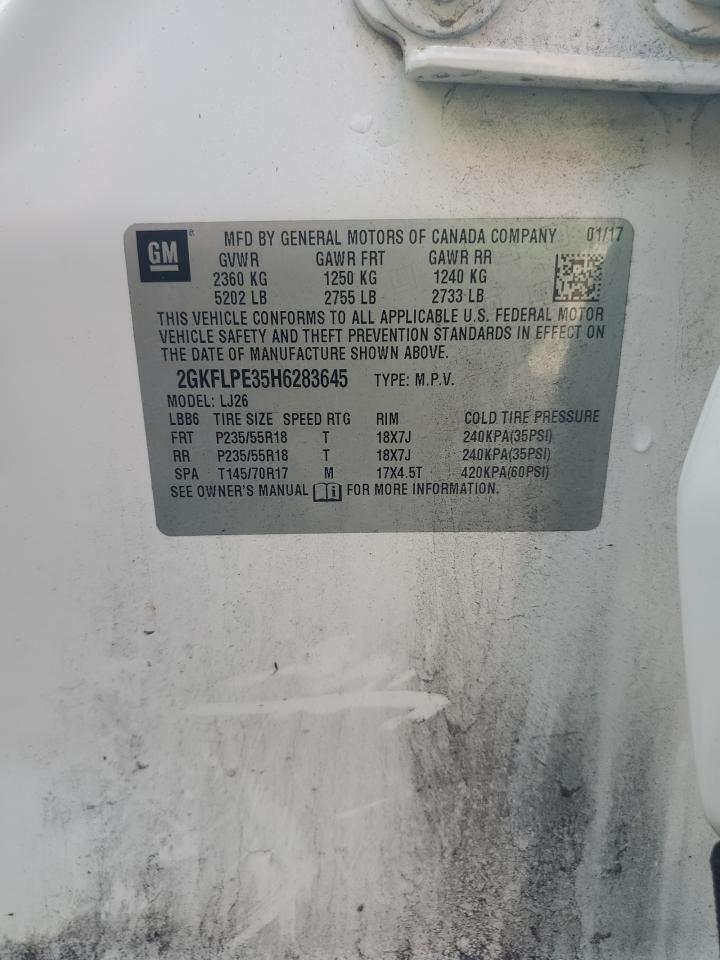 GM ® MFD BY GENERAL MOTORS OF CANADA COMPANY 01/17
GVWR GAWR FRT GAWR RR
2360 KG 1250 KG 1240 KG
5202 LB 2755 LB 2733 LB
THIS VEHICLE CONFORMS TO ALL APPLICABLE U.S. FEDERAL MOTOR
VEHICLE SAFETY AND THEFT PREVENTION STANDARDS IN EFFECT ON
THE DATE OF MANUFACTURE SHOWN ABOVE.
2GKFLPE35H6283645 TYPE: M.P.V.
MODEL: LJ26
LBB6 TIRE SIZE SPEED RTG RIM COLD TIRE PRESSURE
FRT P235/55R18 T 18X7J 240KPA(35PSI)
RR P235/55R18 T 18X7J 240KPA(35PSI)
SPA T145/70R17 M 17X4.5T 420KPA(60PSI)
SEE OWNER'S MANUAL i FOR MORE INFORMATION.